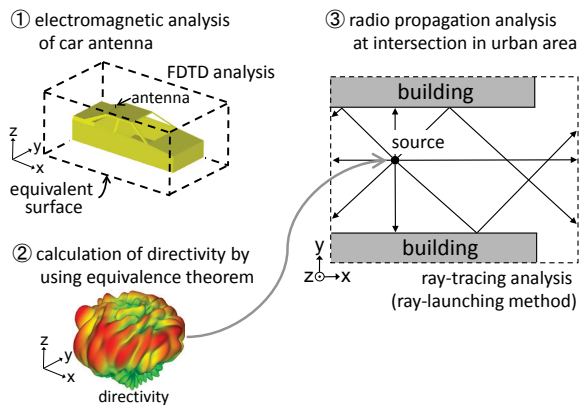 ① electromagnetic analysis
of car antenna
FDTD analysis
antenna
z
y
x
equivalent
surface
② calculation of directivity by
using equivalence theorem
z
y
x
directivity
③ radio propagation analysis
at intersection in urban area
building
source
building
y
z
x
ray-tracing analysis
(ray-launching method)